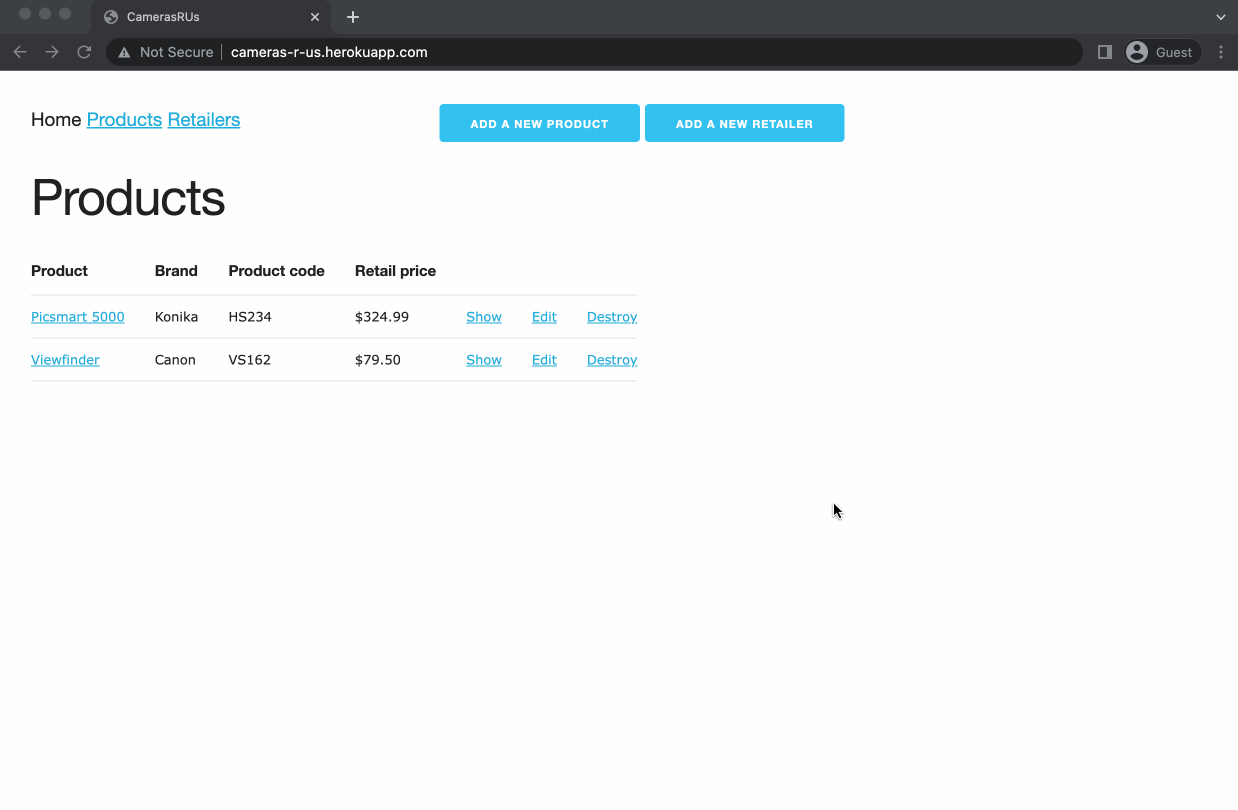 CamerasRUs
Not Secure cameras-r-us.herokuapp.com Guest
Home Products Retailers ADD A NEW PRODUCT ADD A NEW RETAILER
Products
Product Brand Product code Retail price
Picsmart 5000 Konika HS234 $324.99 Show Edit Destroy
Viewfinder Canon VS162 $79.50 Show Edit Destroy